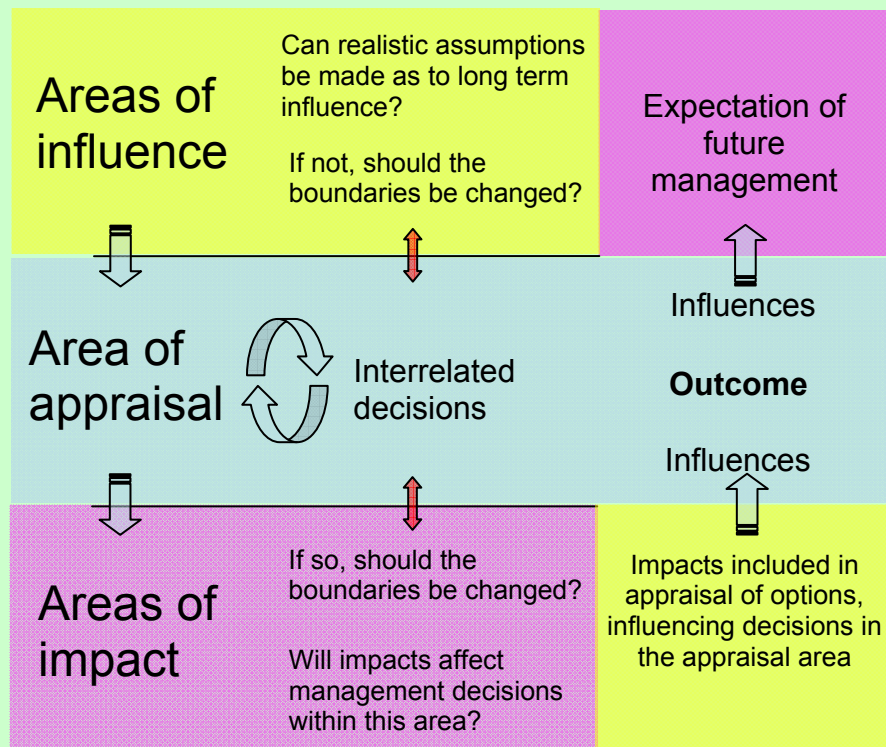 Areas of
influence
Can realistic assumptions
be made as to long term
influence?
If not, should the
boundaries be changed?
Expectation of
future
management
Area of
appraisal
Interrelated
decisions
Influences
Outcome
Influences
Areas of
impact
If so, should the
boundaries be changed?
Will impacts affect
management decisions
within this area?
Impacts included in
appraisal of options,
influencing decisions in
the appraisal area